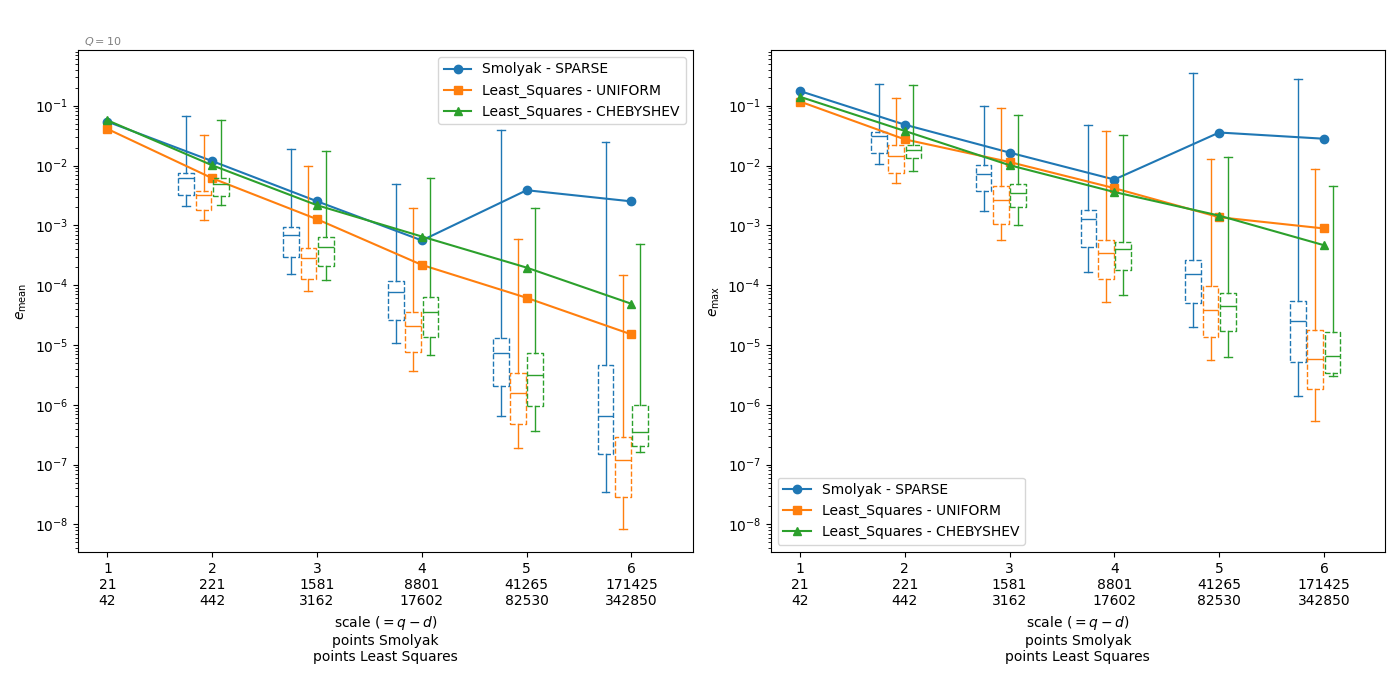 Q = 10
Smolyak - SPARSE
Least_Squares - UNIFORM
Least_Squares - CHEBYSHEV
10⁻¹
10⁻²
10⁻³
10⁻⁴
10⁻⁵
10⁻⁶
10⁻⁷
10⁻⁸
e_mean
1 2 3 4 5 6
21 221 1581 8801 41265 171425
42 442 3162 17602 82530 342850
scale (= q − d)
points Smolyak
points Least Squares
10⁻¹
10⁻²
10⁻³
10⁻⁴
10⁻⁵
10⁻⁶
10⁻⁷
10⁻⁸
e_max
Smolyak - SPARSE
Least_Squares - UNIFORM
Least_Squares - CHEBYSHEV
1 2 3 4 5 6
21 221 1581 8801 41265 171425
42 442 3162 17602 82530 342850
scale (= q − d)
points Smolyak
points Least Squares